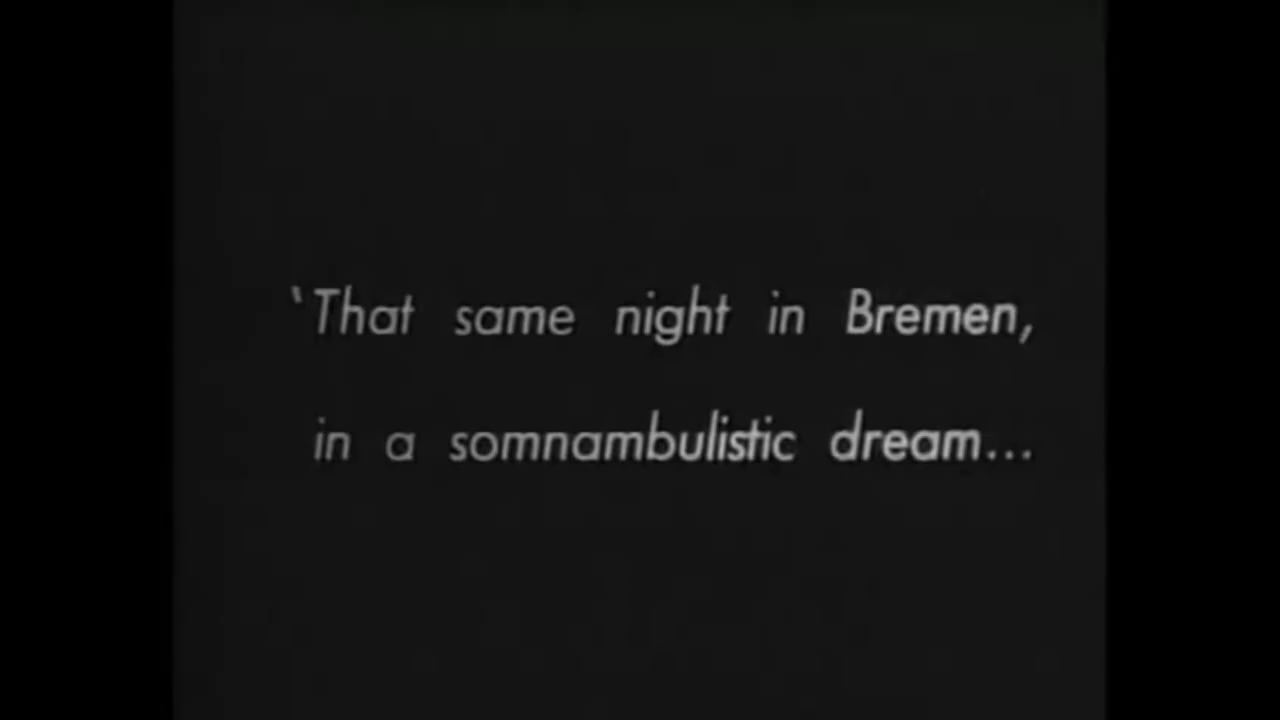 ‛That same night in Bremen,
in a somnambulistic dream...